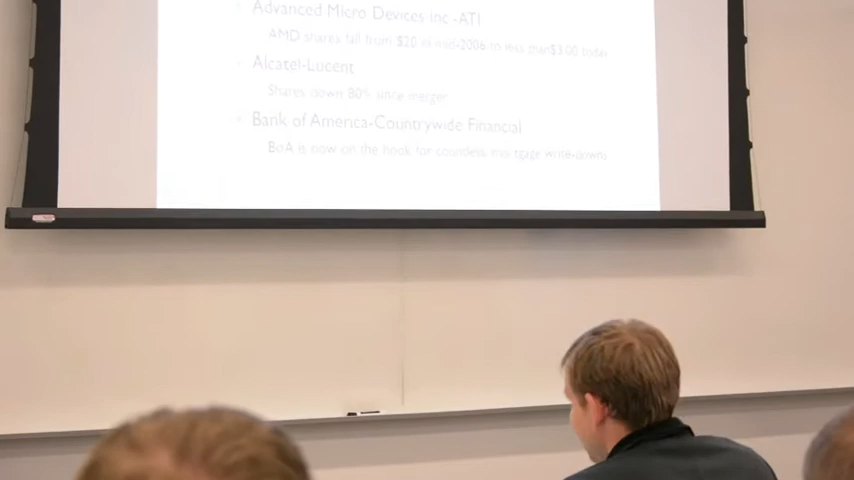 Advanced Micro Devices Inc -ATI
AMD shares fall from $20 in mid-2006 to less than $3.00 today
Alcatel-Lucent
Shares down 80% since merger
Bank of America-Countrywide Financial
BoA is now on the hook for countless mortgage write-downs